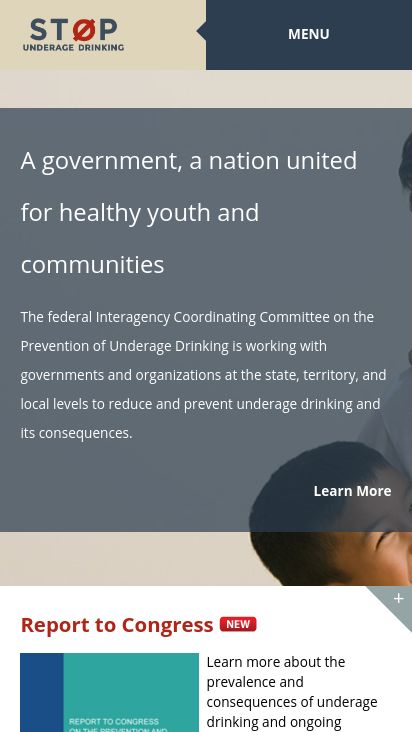 STØP
UNDERAGE DRINKING
MENU
A government, a nation united
for healthy youth and
communities
The federal Interagency Coordinating Committee on the
Prevention of Underage Drinking is working with
governments and organizations at the state, territory, and
local levels to reduce and prevent underage drinking and
its consequences.
Learn More
+
Report to Congress NEW
Learn more about the
prevalence and
consequences of underage
drinking and ongoing
REPORT TO CONGRESS
ON THE PREVENTION AND